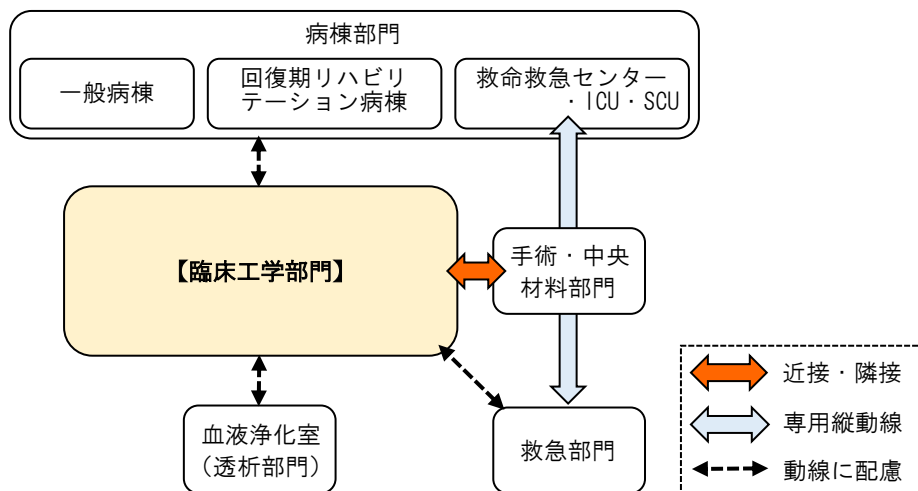 病棟部門
一般病棟
回復期リハビリ
テーション病棟
救命救急センター
・ICU・SCU
【臨床工学部門】
手術・中央
材料部門
血液浄化室
（透析部門）
救急部門
近接・隣接
専用縦動線
動線に配慮